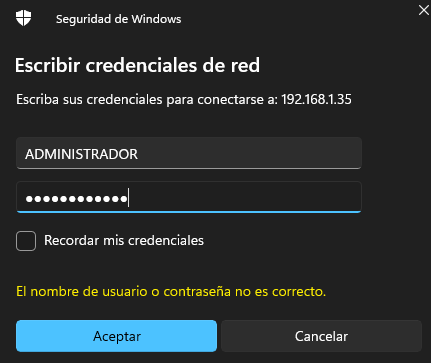 Seguridad de Windows
Escribir credenciales de red
Escriba sus credenciales para conectarse a: 192.168.1.35
ADMINISTRADOR
●●●●●●●●●●●●
Recordar mis credenciales
El nombre de usuario o contraseña no es correcto.
Aceptar
Cancelar